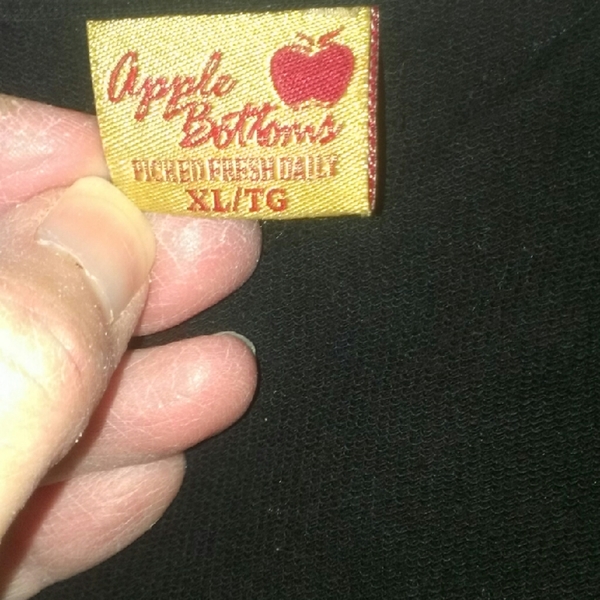 Apple
Bottoms
PICKED FRESH DAILY
XL/TG